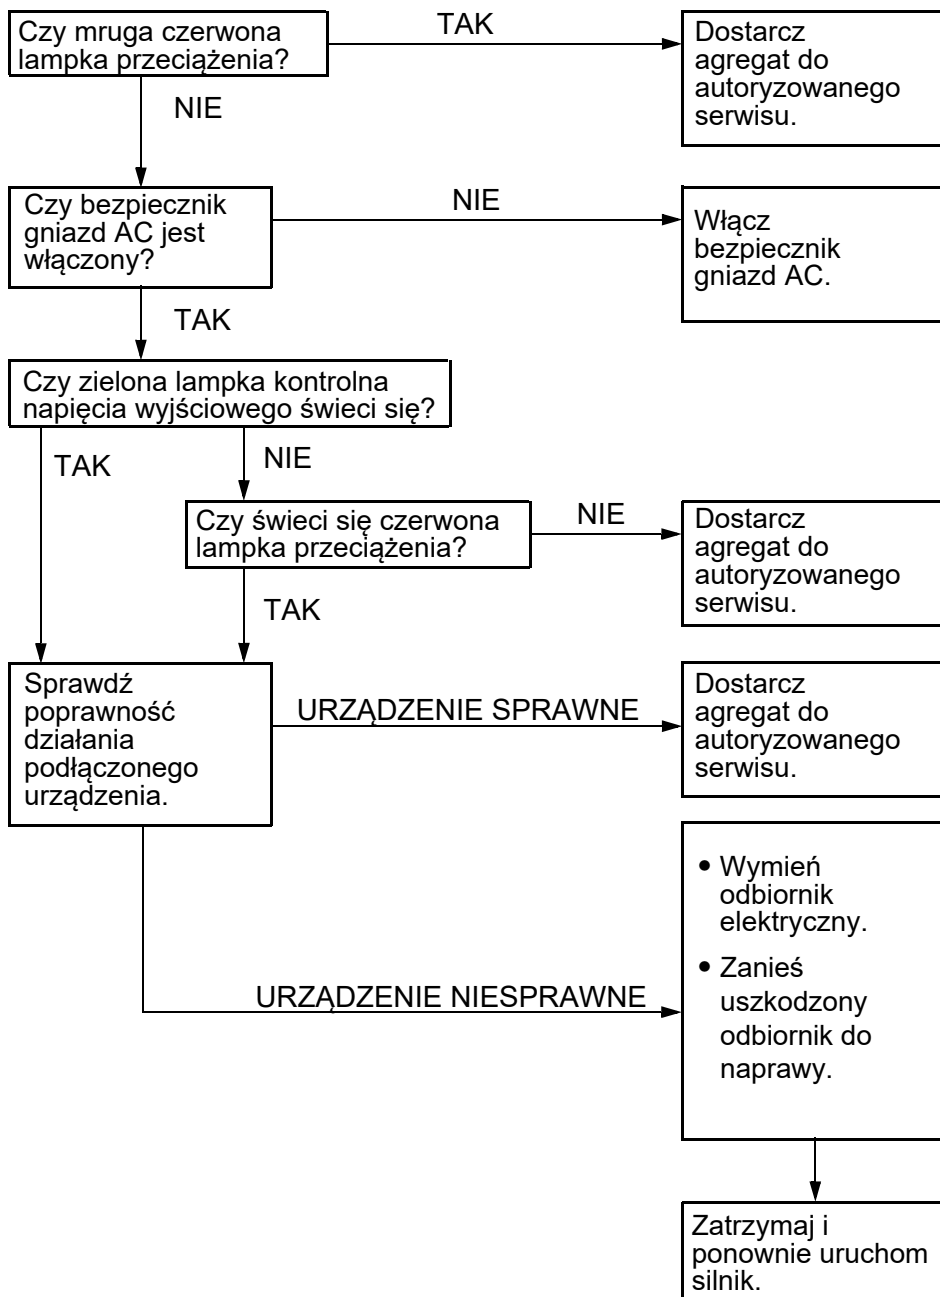 Czy mruga czerwona
lampka przeciążenia?
TAK
Dostarcz
agregat do
autoryzowanego
serwisu.
NIE
Czy bezpiecznik
gniazd AC jest
włączony?
NIE
Włącz
bezpiecznik
gniazd AC.
TAK
Czy zielona lampka kontrolna
napięcia wyjściowego świeci się?
TAK
NIE
Czy świeci się czerwona
lampka przeciążenia?
NIE
Dostarcz
agregat do
autoryzowanego
serwisu.
TAK
Sprawdź
poprawność
działania
podłączonego
urządzenia.
URZĄDZENIE SPRAWNE
Dostarcz
agregat do
autoryzowanego
serwisu.
URZĄDZENIE NIESPRAWNE
• Wymień
odbiornik
elektryczny.
• Zanieś
uszkodzony
odbiornik do
naprawy.
Zatrzymaj i
ponownie uruchom
silnik.